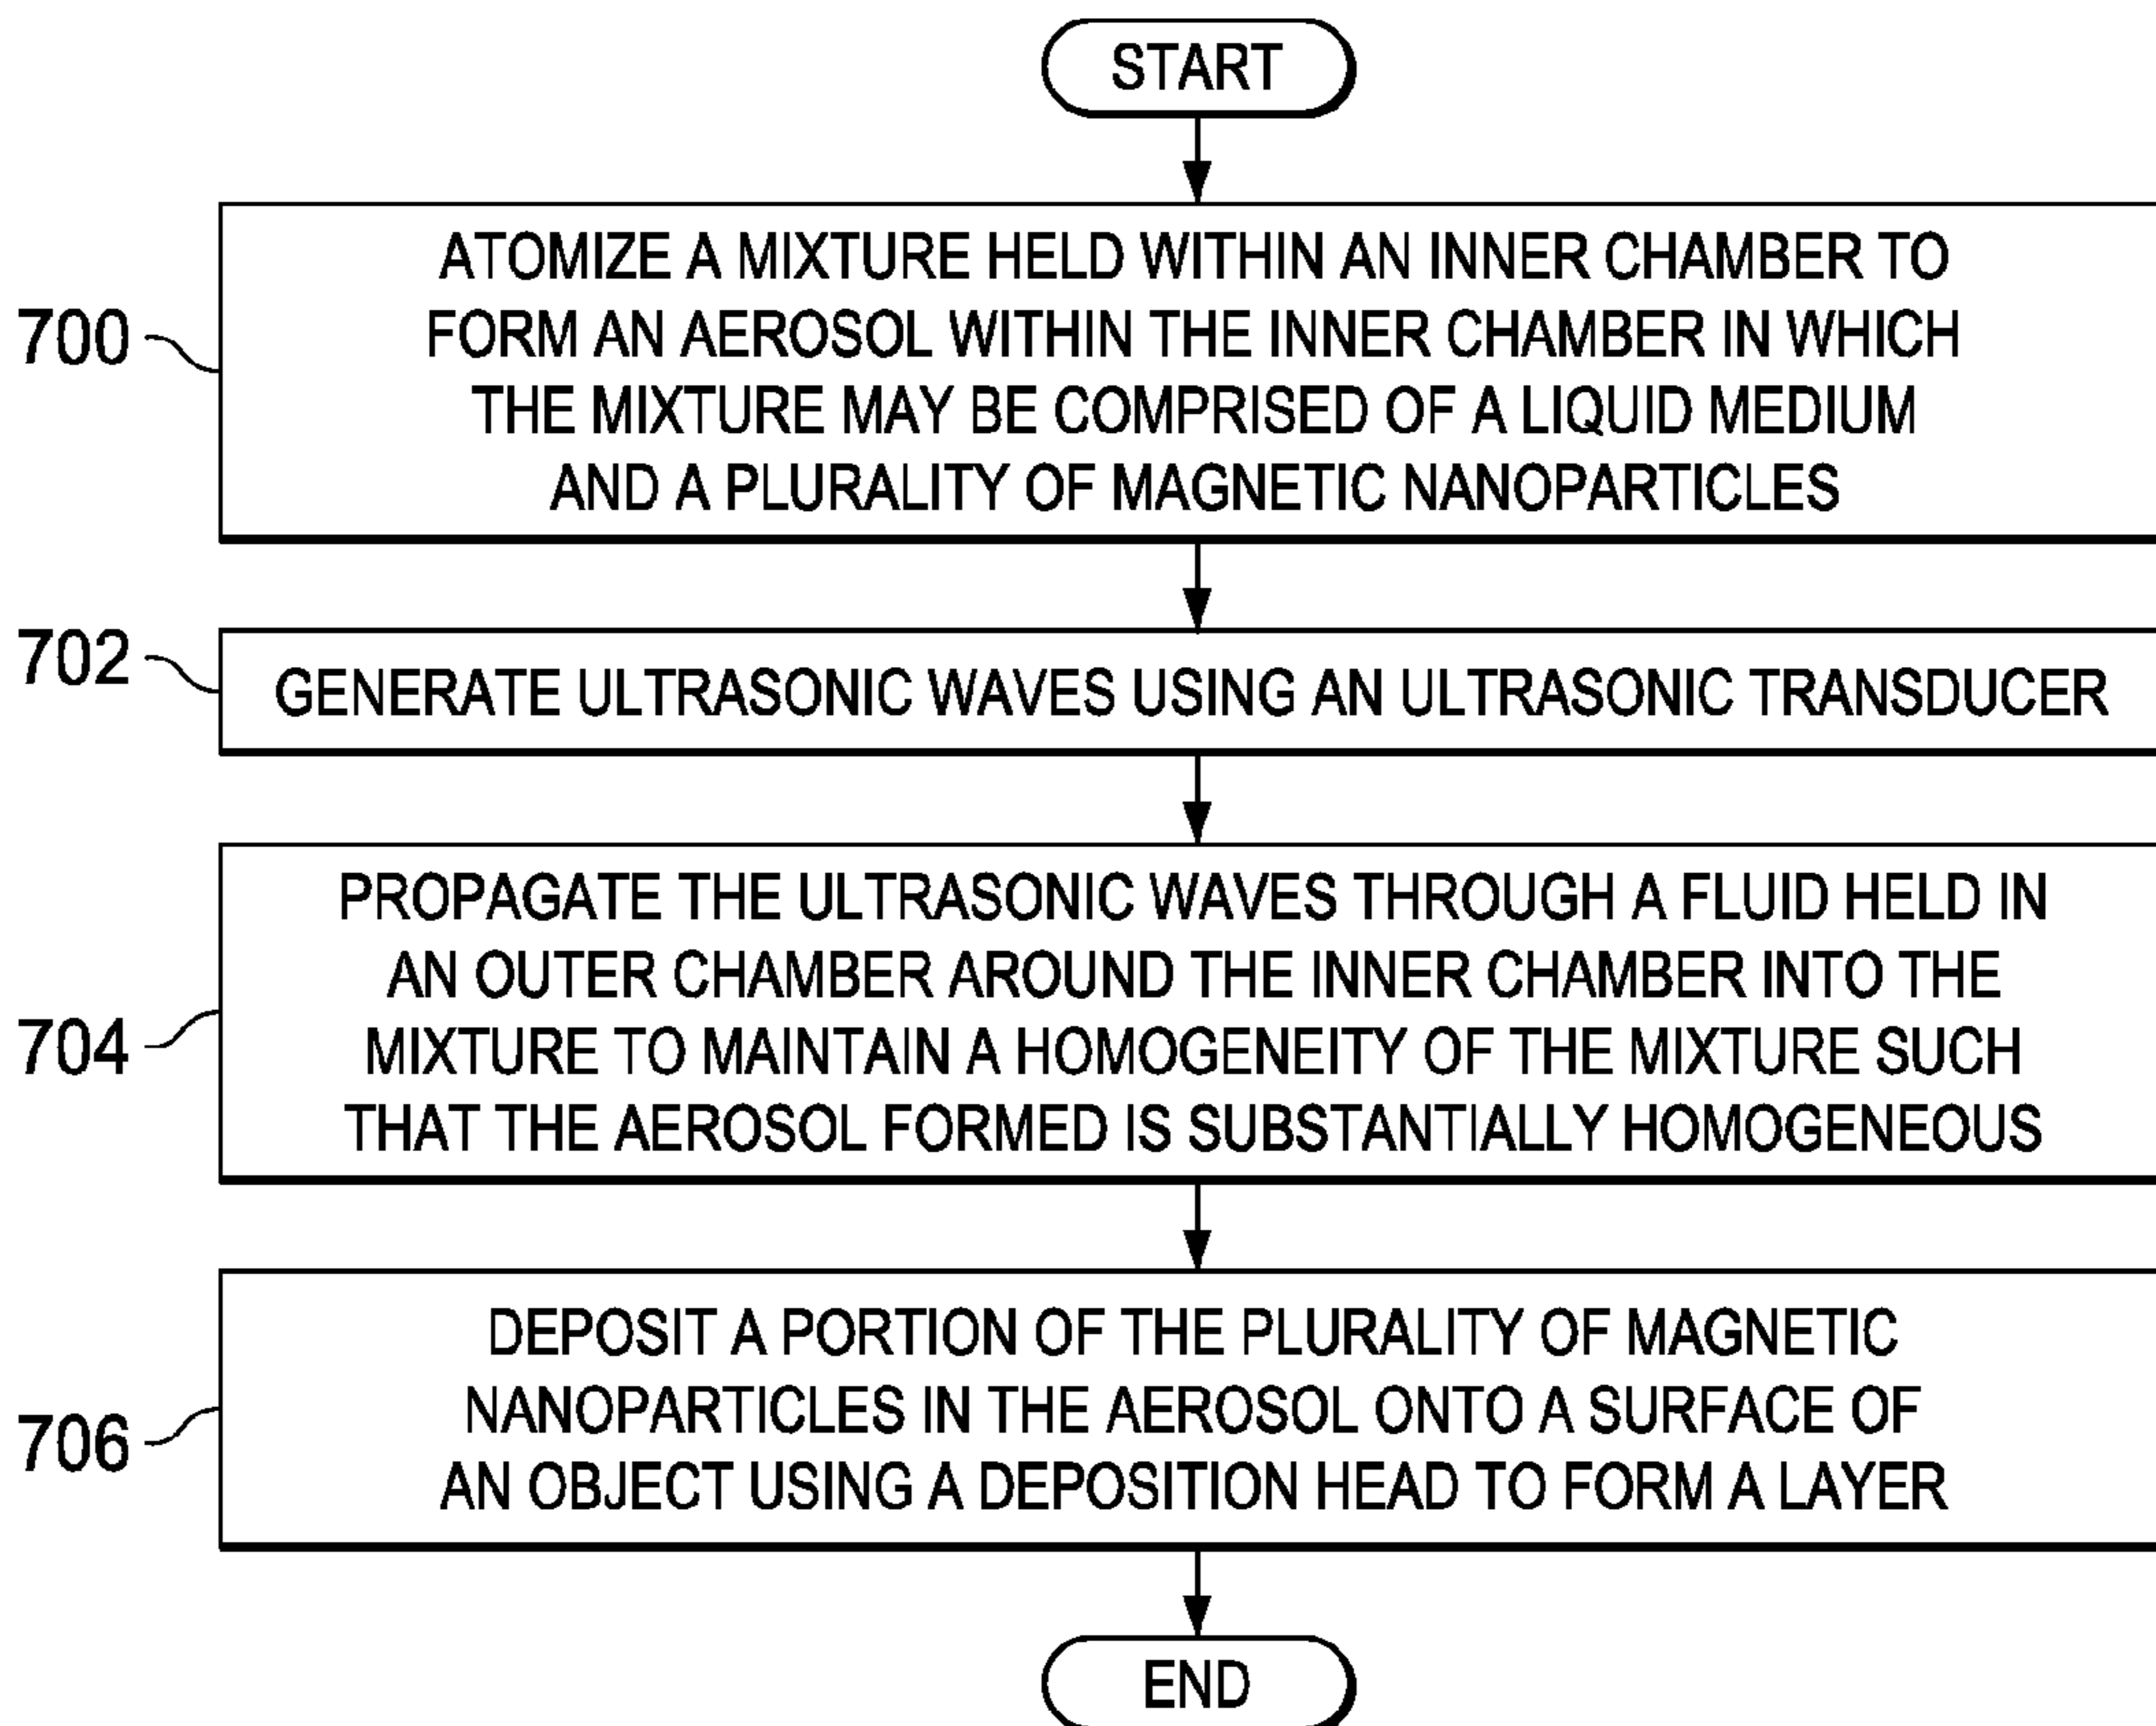 START
700
ATOMIZE A MIXTURE HELD WITHIN AN INNER CHAMBER TO
FORM AN AEROSOL WITHIN THE INNER CHAMBER IN WHICH
THE MIXTURE MAY BE COMPRISED OF A LIQUID MEDIUM
AND A PLURALITY OF MAGNETIC NANOPARTICLES
702
GENERATE ULTRASONIC WAVES USING AN ULTRASONIC TRANSDUCER
704
PROPAGATE THE ULTRASONIC WAVES THROUGH A FLUID HELD IN
AN OUTER CHAMBER AROUND THE INNER CHAMBER INTO THE
MIXTURE TO MAINTAIN A HOMOGENEITY OF THE MIXTURE SUCH
THAT THE AEROSOL FORMED IS SUBSTANTIALLY HOMOGENEOUS
706
DEPOSIT A PORTION OF THE PLURALITY OF MAGNETIC
NANOPARTICLES IN THE AEROSOL ONTO A SURFACE OF
AN OBJECT USING A DEPOSITION HEAD TO FORM A LAYER
END